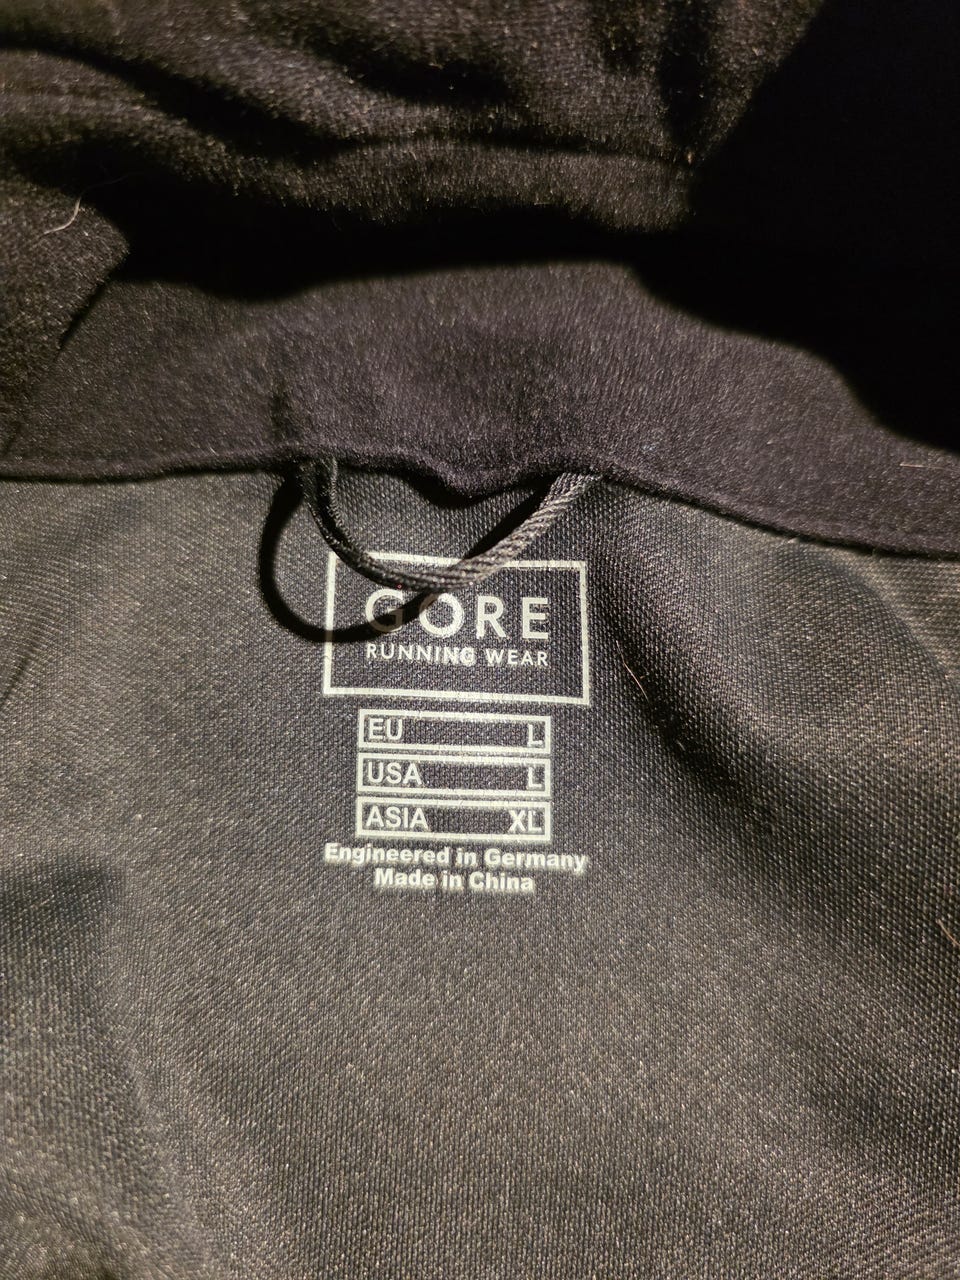 GORE
RUNNING WEAR
EU L
USA L
ASIA XL
Engineered in Germany
Made in China